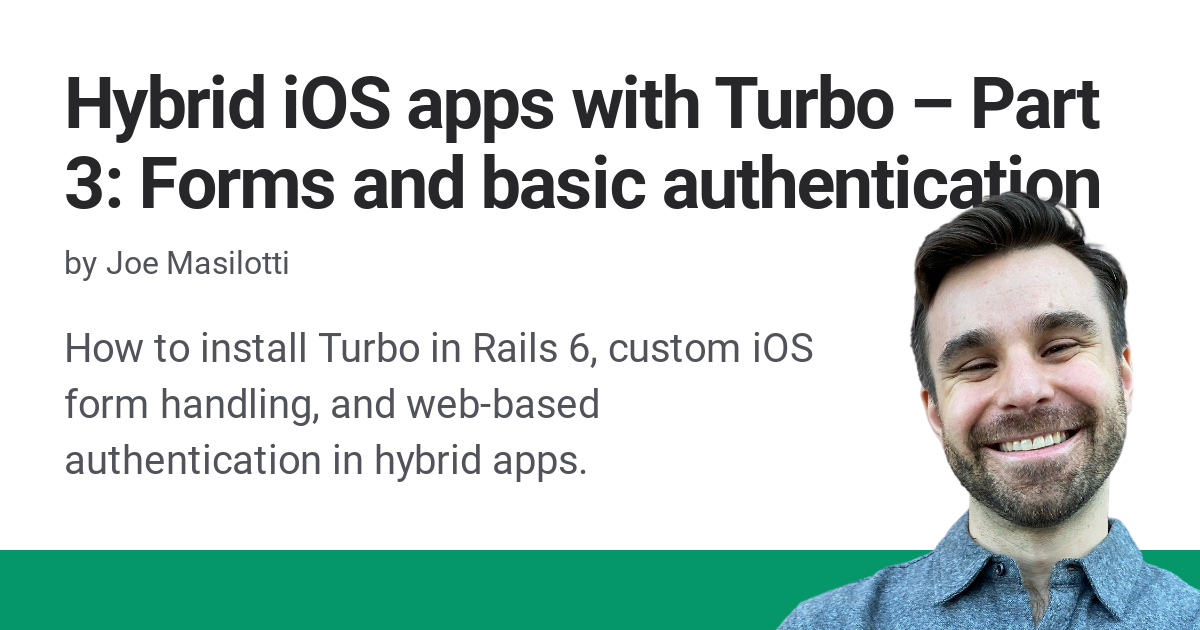 Hybrid iOS apps with Turbo – Part
3: Forms and basic authentication
by Joe Masilotti
How to install Turbo in Rails 6, custom iOS
form handling, and web-based
authentication in hybrid apps.